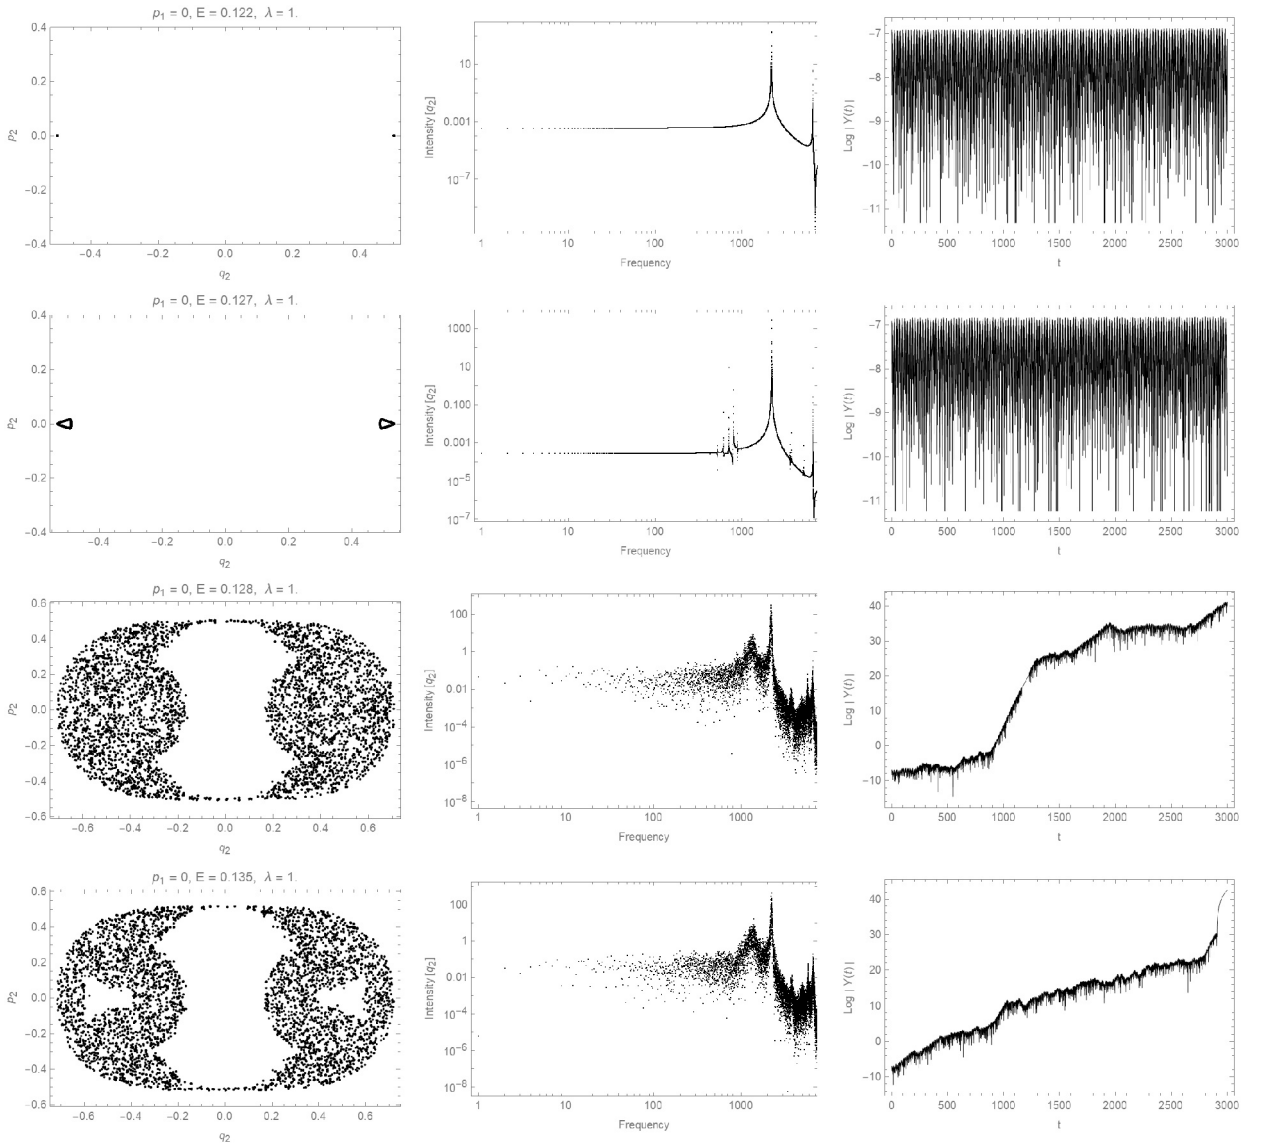 p₁ = 0, E = 0.122, λ = 1.
0.4
0.2
0.0
−0.2
−0.4
p₂
−0.4 −0.2 0.0 0.2 0.4
q₂
10
0.001
10⁻⁷
Intensity [q₂]
1 10 100 1000
Frequency
−7
−8
−9
−10
−11
Log | Y(t) |
0 500 1000 1500 2000 2500 3000
t
p₁ = 0, E = 0.127, λ = 1.
0.4
0.2
0.0
−0.2
−0.4
p₂
−0.4 −0.2 0.0 0.2 0.4
q₂
1000
10
0.100
0.001
10⁻⁵
10⁻⁷
Intensity [q₂]
1 10 100 1000
Frequency
−7
−8
−9
−10
−11
Log | Y(t) |
0 500 1000 1500 2000 2500 3000
t
p₁ = 0, E = 0.128, λ = 1.
0.6
0.4
0.2
0.0
−0.2
−0.4
−0.6
p₂
−0.6 −0.4 −0.2 0.0 0.2 0.4 0.6
q₂
100
1
0.01
10⁻⁴
10⁻⁶
10⁻⁸
Intensity [q₂]
1 10 100 1000
Frequency
40
30
20
10
0
−10
Log | Y(t) |
0 500 1000 1500 2000 2500 3000
t
p₁ = 0, E = 0.135, λ = 1.
0.6
0.4
0.2
0.0
−0.2
−0.4
−0.6
p₂
−0.6 −0.4 −0.2 0.0 0.2 0.4 0.6
q₂
100
1
0.01
10⁻⁴
10⁻⁶
10⁻⁸
Intensity [q₂]
1 10 100 1000
Frequency
40
30
20
10
0
−10
Log | Y(t) |
0 500 1000 1500 2000 2500 3000
t